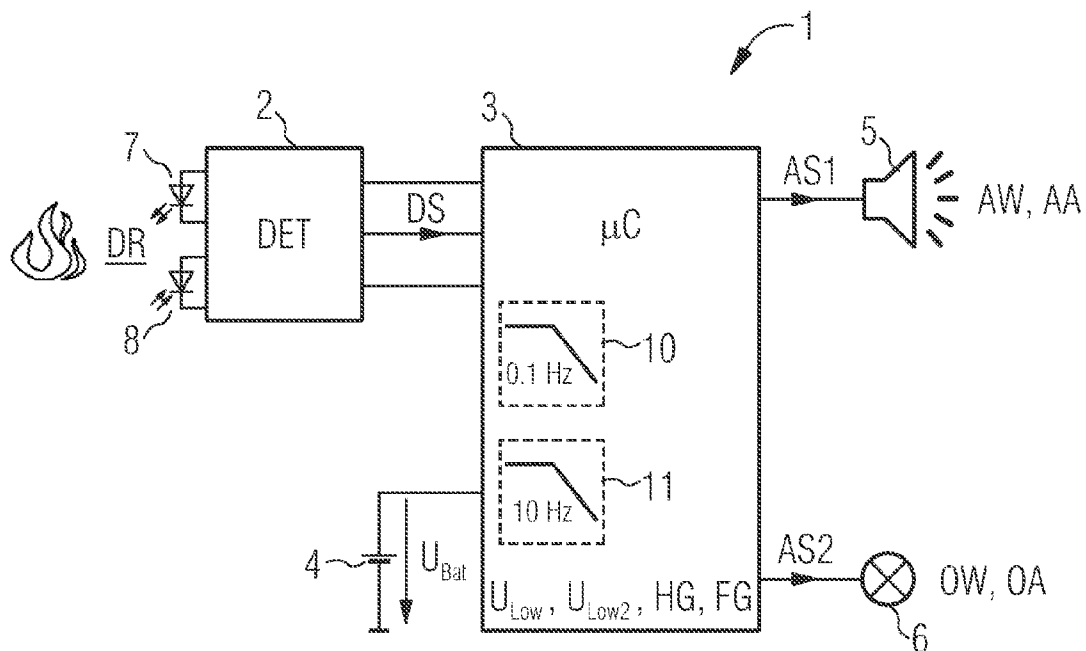 1
2
3
5
7
AS1
DS
DET
µC
AW, AA
DR
8
10
0.1 Hz
11
10 Hz
4
U_Bat
AS2
OW, OA
U_Low, U_Low2, HG, FG
6